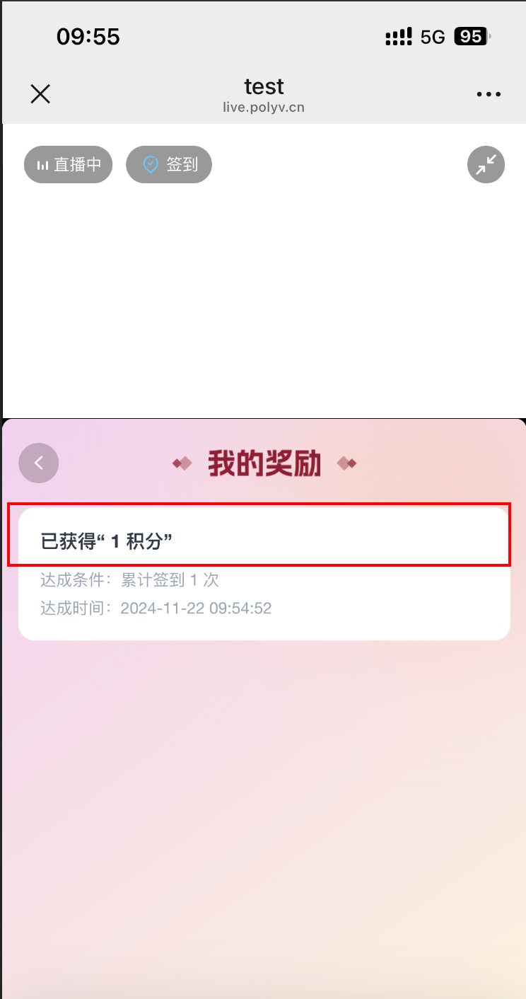 09:55 5G 95
test
live.polyv.cn
直播中 签到
我的奖励
已获得“ 1 积分”
达成条件：累计签到 1 次
达成时间：2024-11-22 09:54:52